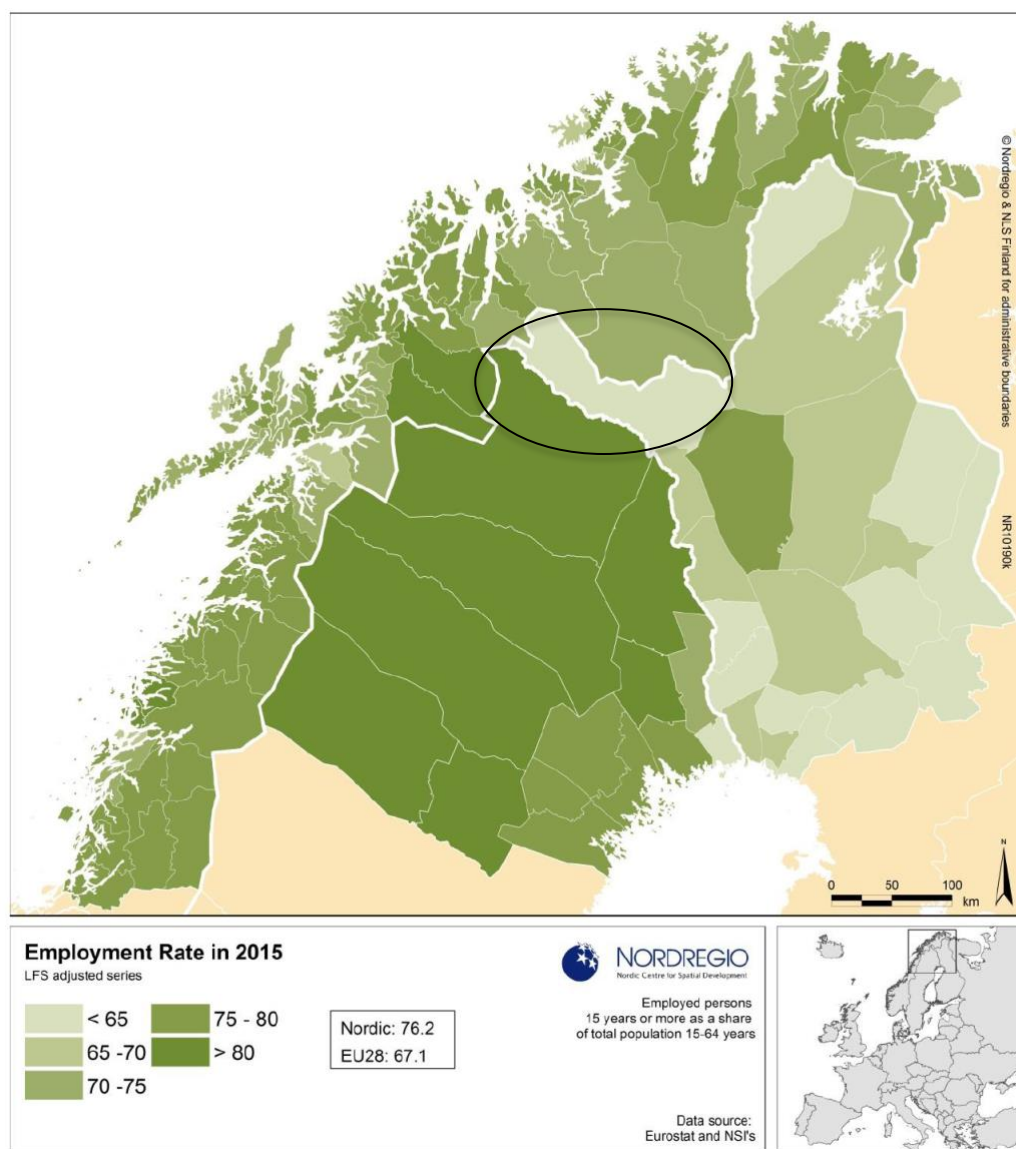 © Nordregio & NLS Finland for administrative boundaries
NR10190k
N
0 50 100
km
Employment Rate in 2015
LFS adjusted series
< 65
65 -70
70 -75
75 - 80
> 80
Nordic: 76.2
EU28: 67.1
NORDREGIO
Nordic Centre for Spatial Development
Employed persons
15 years or more as a share
of total population 15-64 years
Data source:
Eurostat and NSI's